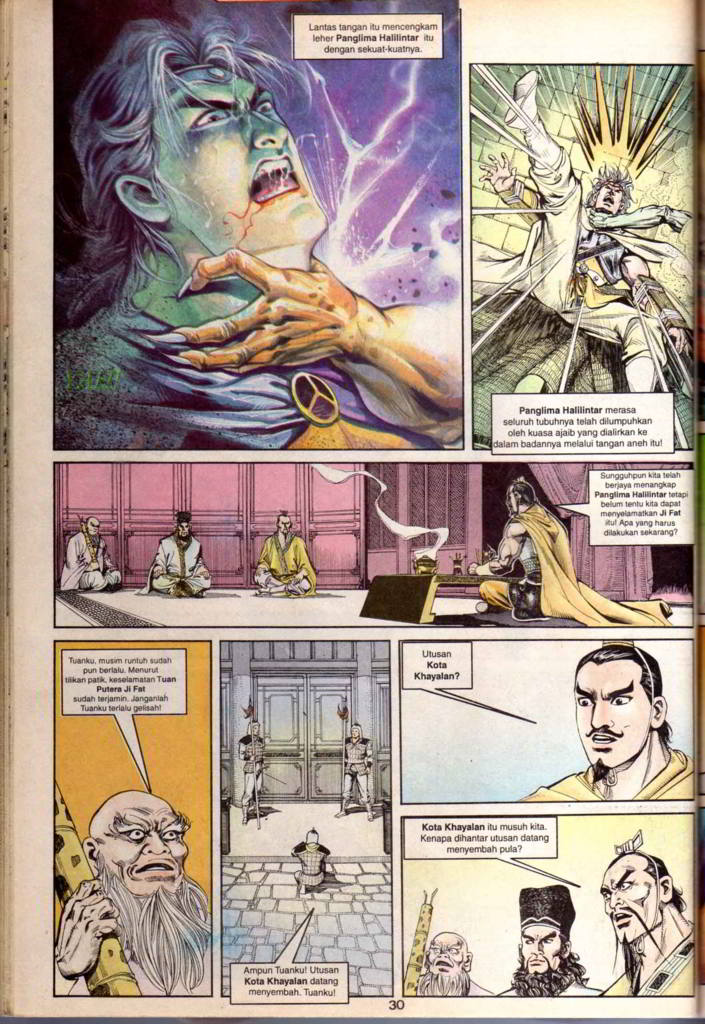 Lantas tangan itu mencengkam
leher Panglima Halilintar itu
dengan sekuat-kuatnya.
YAH!!
Panglima Halilintar merasa
seluruh tubuhnya telah dilumpuhkan
oleh kuasa ajaib yang dialirkan ke
dalam badannya melalui tangan aneh itu!
Sungguhpun kita telah
berjaya menangkap
Panglima Halilintar tetapi
belum tentu kita dapat
menyelamatkan Ji Fat
itu! Apa yang harus
dilakukan sekarang?
Tuanku, musim runtuh sudah
pun berlalu. Menurut
tilikan patik, keselamatan Tuan
Putera Ji Fat
sudah terjamin. Janganlah
Tuanku terlalu gelisah!
Ampun Tuanku! Utusan
Kota Khayalan datang
menyembah. Tuanku!
Utusan
Kota
Khayalan?
Kota Khayalan itu musuh kita.
Kenapa dihantar utusan datang
menyembah pula?
30